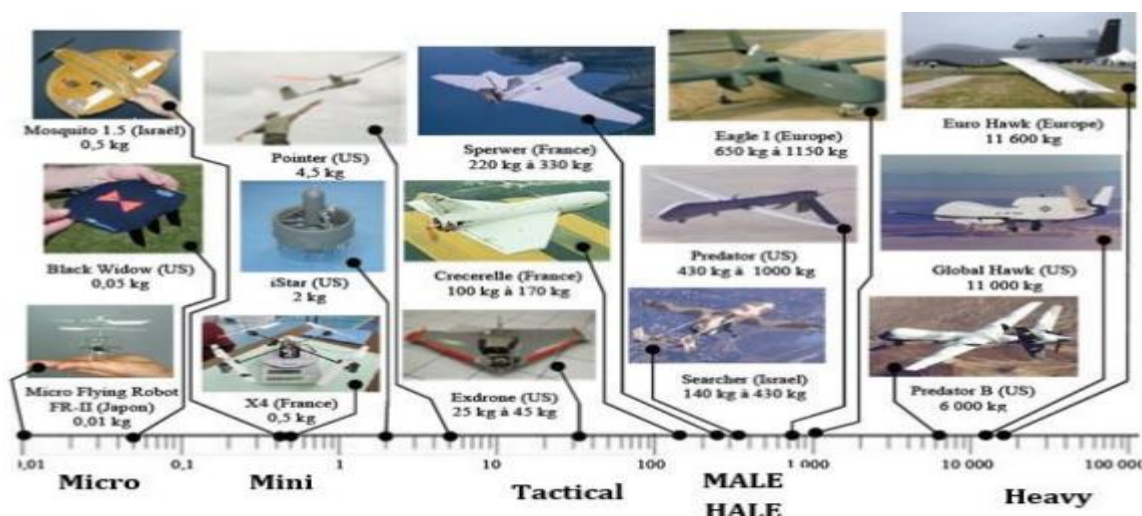 Mosquito 1.5 (Israël)
0,5 kg
Black Widow (US)
0,05 kg
Micro Flying Robot
FR-II (Japon)
0,01 kg
Pointer (US)
4,5 kg
iStar (US)
2 kg
X4 (France)
0,5 kg
Sperwer (France)
220 kg à 330 kg
Crecerelle (France)
100 kg à 170 kg
Exdrone (US)
25 kg à 45 kg
Eagle I (Europe)
650 kg à 1150 kg
Predator (US)
430 kg à 1000 kg
Searcher (Israel)
140 kg à 430 kg
Euro Hawk (Europe)
11 600 kg
Global Hawk (US)
11 000 kg
Predator B (US)
6 000 kg
0,01 0,1 1 10 100 1 000 10 000 100 000
Micro Mini Tactical MALE Heavy
HALE